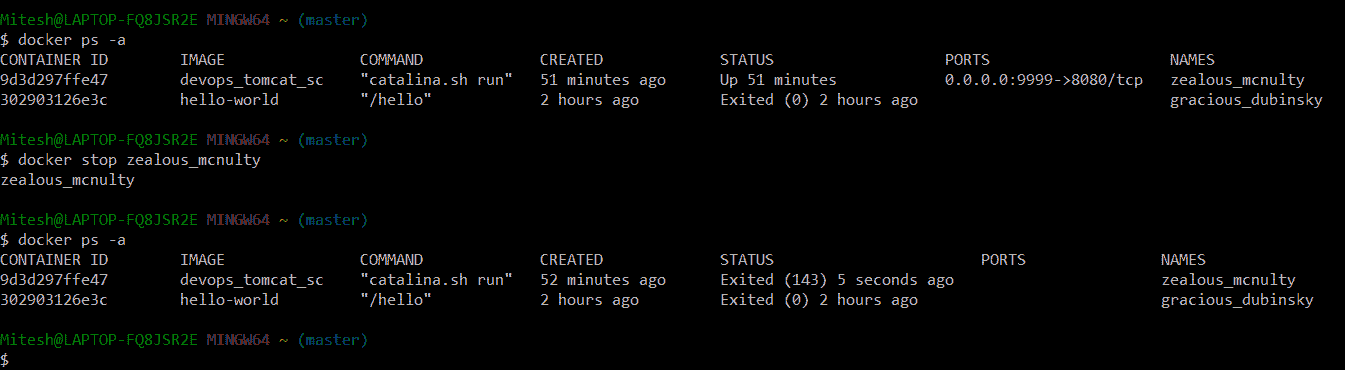 Mitesh@LAPTOP-FQ8JSR2E MINGW64 ~ (master)
$ docker ps -a
CONTAINER ID        IMAGE               COMMAND             CREATED             STATUS                   PORTS                    NAMES
9d3d297ffe47        devops_tomcat_sc    "catalina.sh run"   51 minutes ago      Up 51 minutes            0.0.0.0:9999->8080/tcp   zealous_mcnulty
302903126e3c        hello-world         "/hello"            2 hours ago         Exited (0) 2 hours ago                            gracious_dubinsky
Mitesh@LAPTOP-FQ8JSR2E MINGW64 ~ (master)
$ docker stop zealous_mcnulty
zealous_mcnulty
Mitesh@LAPTOP-FQ8JSR2E MINGW64 ~ (master)
$ docker ps -a
CONTAINER ID        IMAGE               COMMAND             CREATED             STATUS                       PORTS               NAMES
9d3d297ffe47        devops_tomcat_sc    "catalina.sh run"   52 minutes ago      Exited (143) 5 seconds ago                       zealous_mcnulty
302903126e3c        hello-world         "/hello"            2 hours ago         Exited (0) 2 hours ago                           gracious_dubinsky
Mitesh@LAPTOP-FQ8JSR2E MINGW64 ~ (master)
$